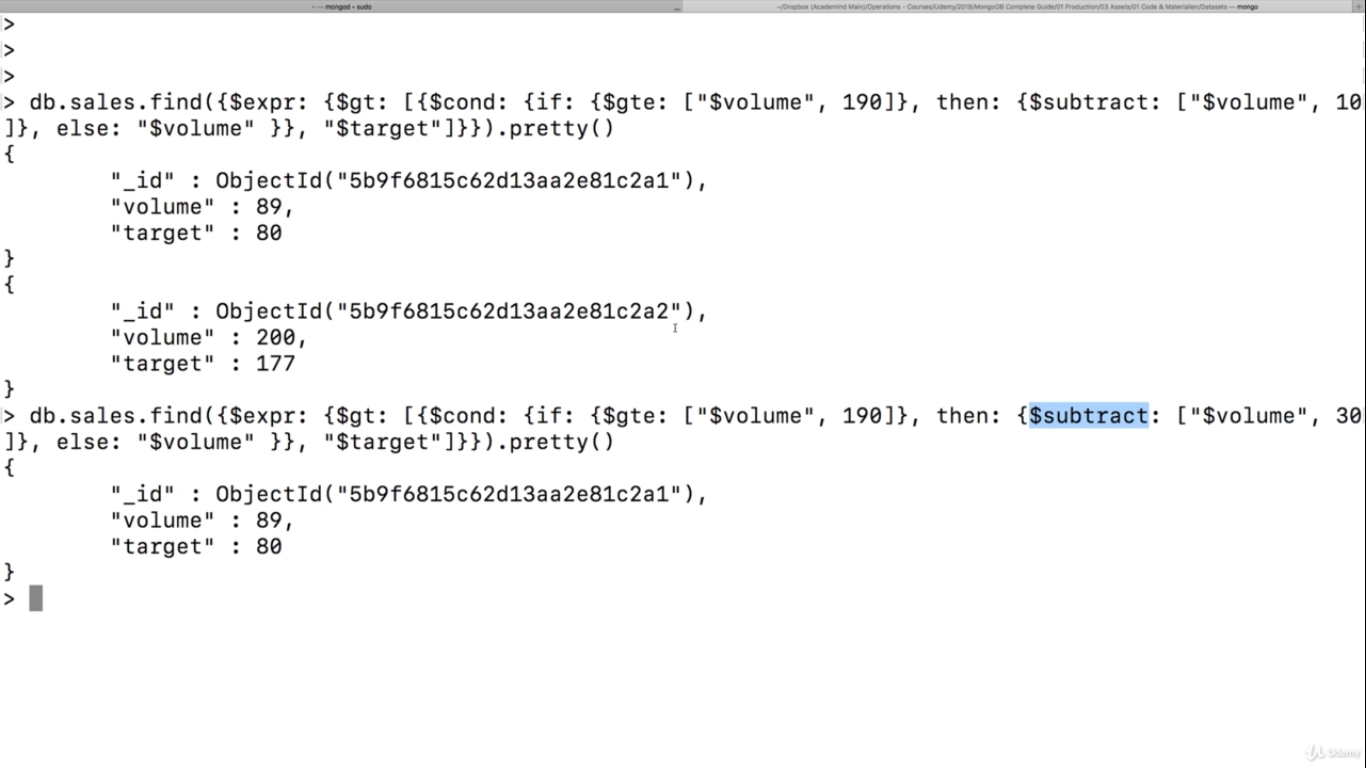 ~ — mongod • sudo
~/Dropbox (Academind Main)/Operations - Courses/Udemy/2018/MongoDB Complete Guide/01 Production/03 Assets/01 Code & Materialien/Datasets — mongo
>
>
>
> db.sales.find({$expr: {$gt: [{$cond: {if: {$gte: ["$volume", 190]}, then: {$subtract: ["$volume", 10
]}, else: "$volume" }}, "$target"]}}).pretty()
{
"_id" : ObjectId("5b9f6815c62d13aa2e81c2a1"),
"volume" : 89,
"target" : 80
}
{
"_id" : ObjectId("5b9f6815c62d13aa2e81c2a2"),
"volume" : 200,
"target" : 177
}
> db.sales.find({$expr: {$gt: [{$cond: {if: {$gte: ["$volume", 190]}, then: {$subtract: ["$volume", 30
]}, else: "$volume" }}, "$target"]}}).pretty()
{
"_id" : ObjectId("5b9f6815c62d13aa2e81c2a1"),
"volume" : 89,
"target" : 80
}
>
Udemy